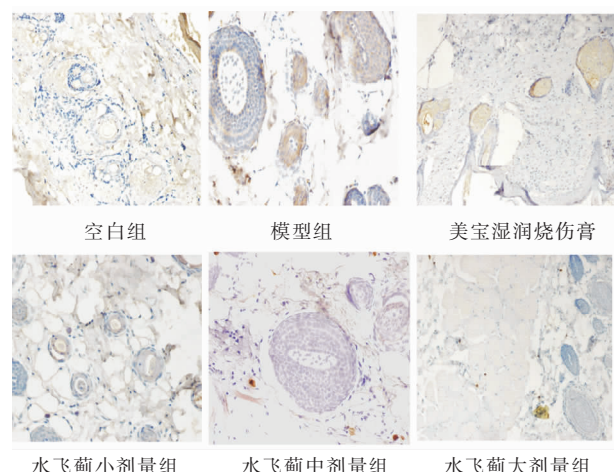 空白组
模型组
美宝湿润烧伤膏
水飞蓟小剂量组
水飞蓟中剂量组
水飞蓟大剂量组